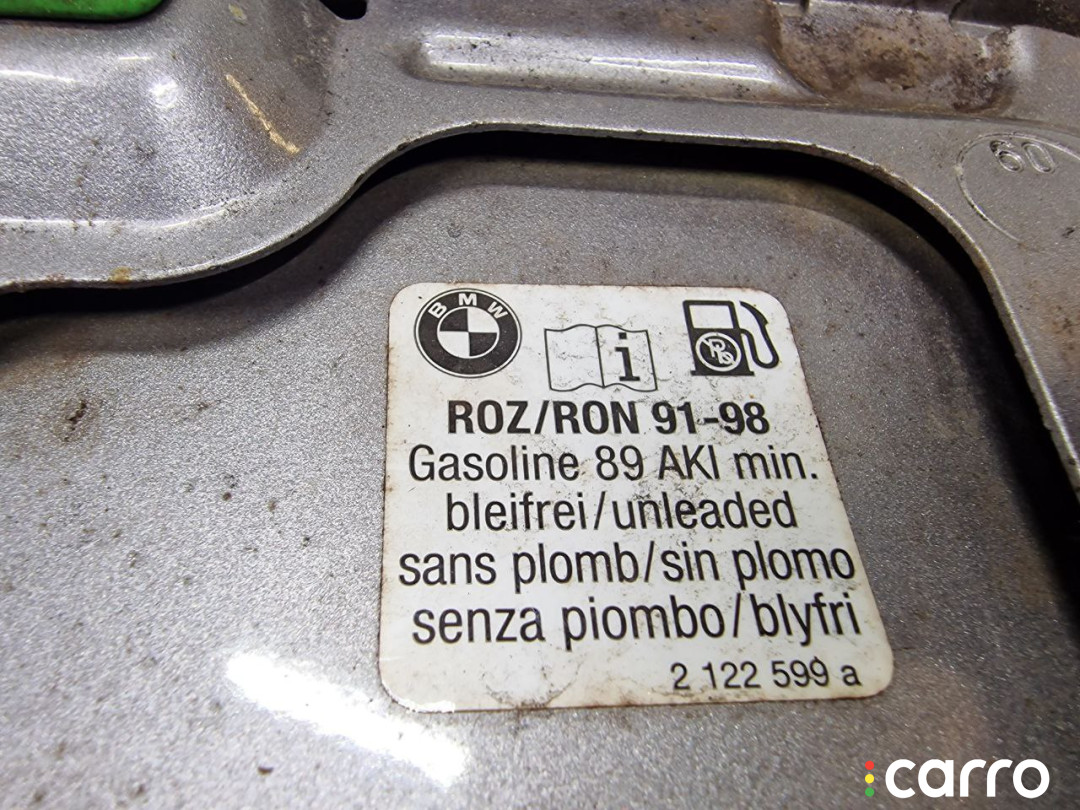 60
BMW
i
Pb
ROZ/RON 91-98
Gasoline 89 AKI min.
bleifrei/unleaded
sans plomb/sin plomo
senza piombo/blyfri
2 122 599 a
carro